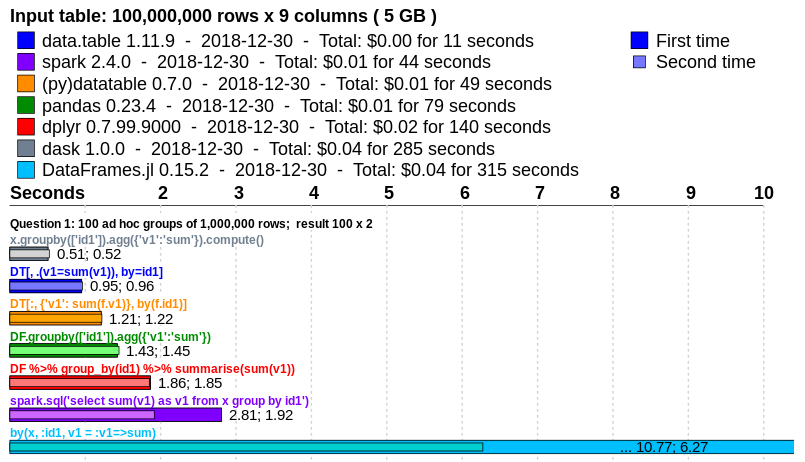 Input table: 100,000,000 rows x 9 columns ( 5 GB )
data.table 1.11.9 - 2018-12-30 - Total: $0.00 for 11 seconds
First time
spark 2.4.0 - 2018-12-30 - Total: $0.01 for 44 seconds
Second time
(py)datatable 0.7.0 - 2018-12-30 - Total: $0.01 for 49 seconds
pandas 0.23.4 - 2018-12-30 - Total: $0.01 for 79 seconds
dplyr 0.7.99.9000 - 2018-12-30 - Total: $0.02 for 140 seconds
dask 1.0.0 - 2018-12-30 - Total: $0.04 for 285 seconds
DataFrames.jl 0.15.2 - 2018-12-30 - Total: $0.04 for 315 seconds
Seconds 2 3 4 5 6 7 8 9 10
Question 1: 100 ad hoc groups of 1,000,000 rows; result 100 x 2
x.groupby(['id1']).agg({'v1':'sum'}).compute()
0.51; 0.52
DT[, .(v1=sum(v1)), by=id1]
0.95; 0.96
DT[:, {'v1': sum(f.v1)}, by(f.id1)]
1.21; 1.22
DF.groupby(['id1']).agg({'v1':'sum'})
1.43; 1.45
DF %>% group_by(id1) %>% summarise(sum(v1))
1.86; 1.85
spark.sql('select sum(v1) as v1 from x group by id1')
2.81; 1.92
by(x, :id1, v1 = :v1=>sum)
... 10.77; 6.27